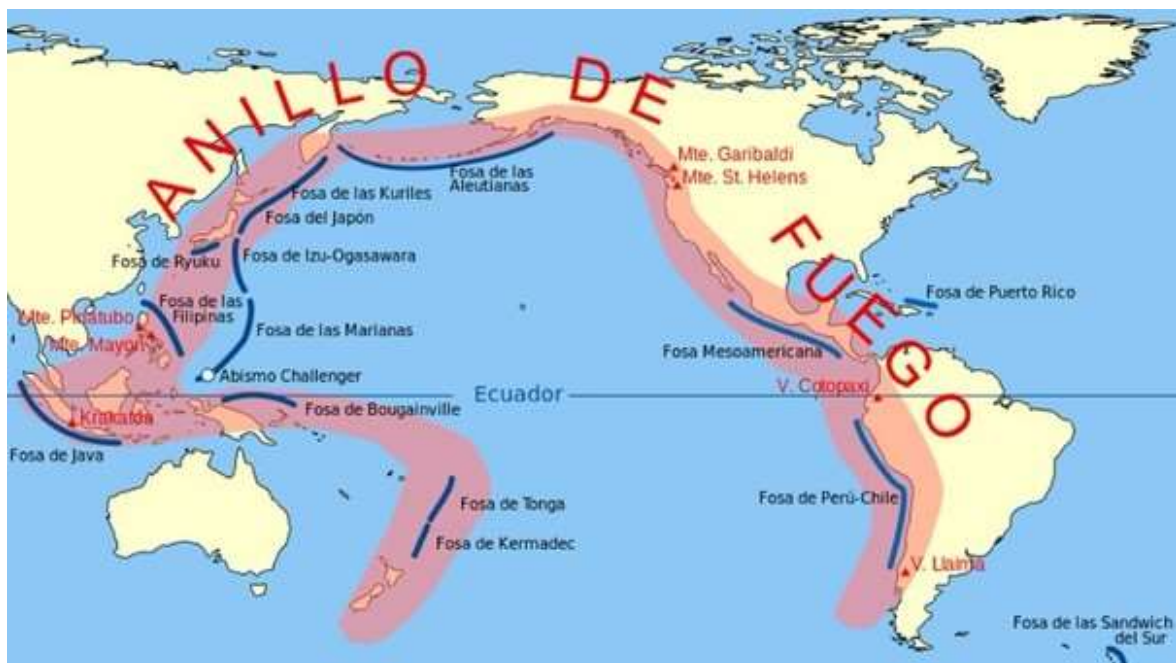 ANILLO DE FUEGO
Mte. Garibaldi
Mte. St. Helens
Fosa de las
Aleutianas
Fosa de las Kuriles
Fosa del Japón
Fosa de Izu-Ogasawara
Fosa de Ryuku
Fosa de las
Filipinas
Mte. Pinatubo
Mte. Mayon
Fosa de las Marianas
Abismo Challenger
Fosa de Puerto Rico
Fosa Mesoamericana
V. Cotopaxi
Ecuador
Krakatoa
Fosa de Bougainville
Fosa de Java
Fosa de Tonga
Fosa de Kermadec
Fosa de Perú-Chile
V. Llaima
Fosa de las Sandwich
del Sur